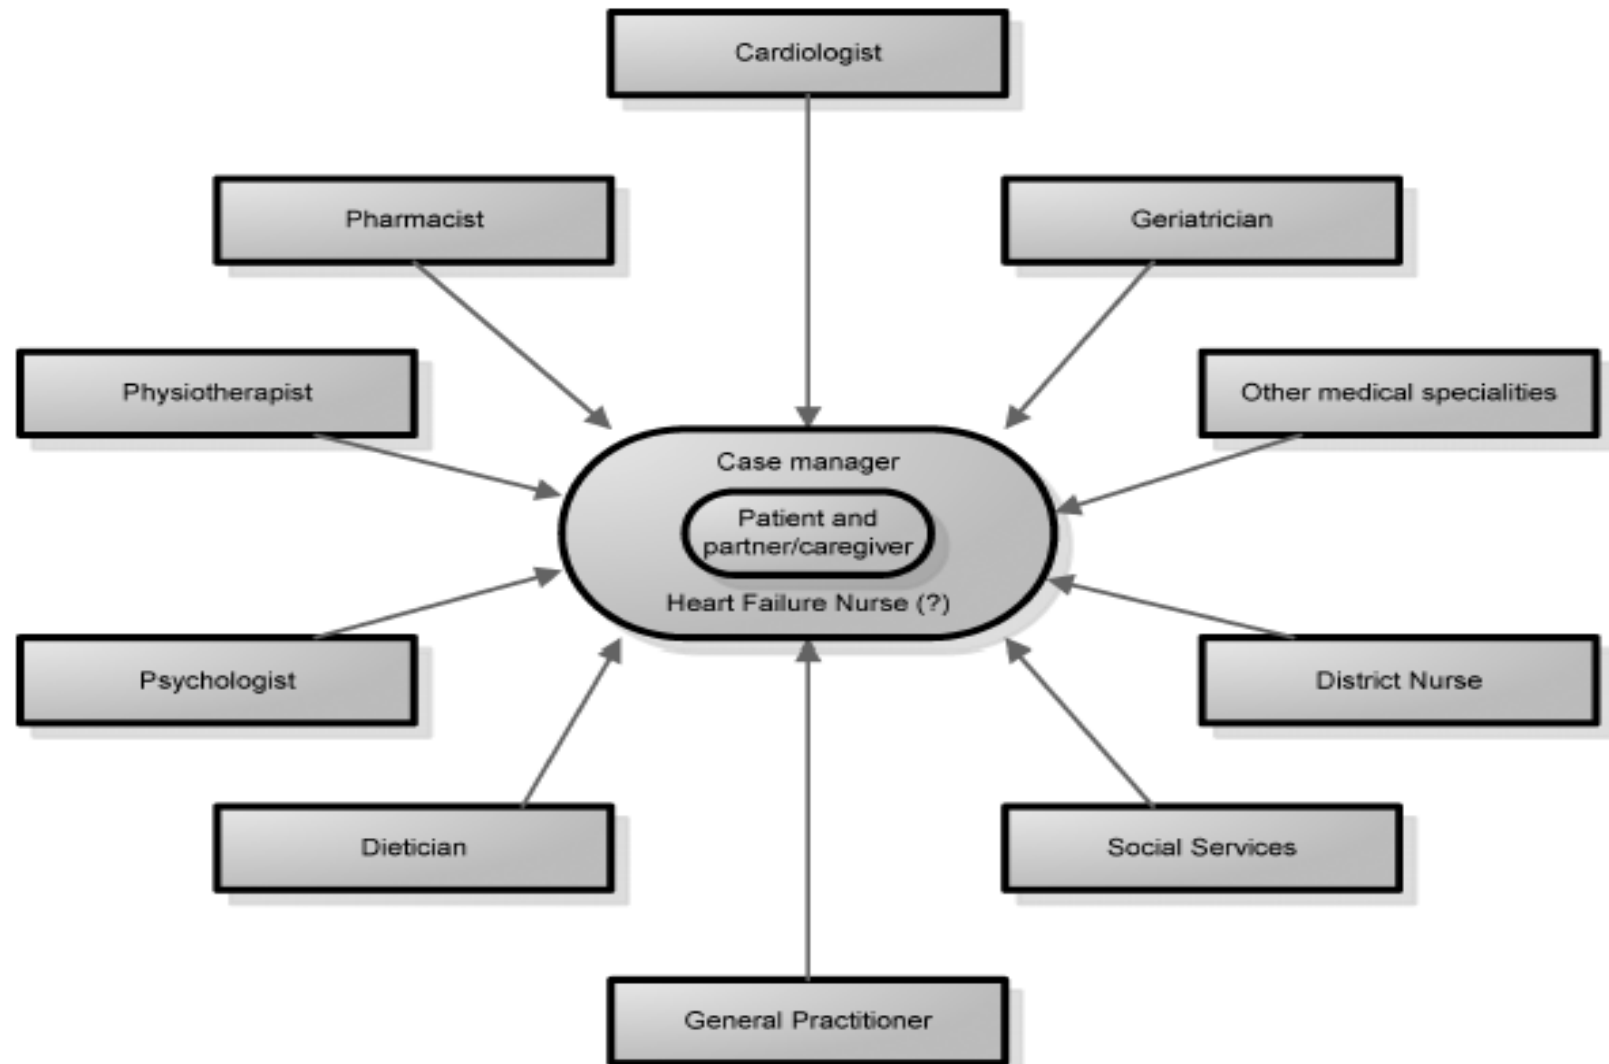 Cardiologist
Pharmacist
Geriatrician
Physiotherapist
Other medical specialities
Case manager
Patient and
partner/caregiver
Heart Failure Nurse (?)
Psychologist
District Nurse
Dietician
Social Services
General Practitioner